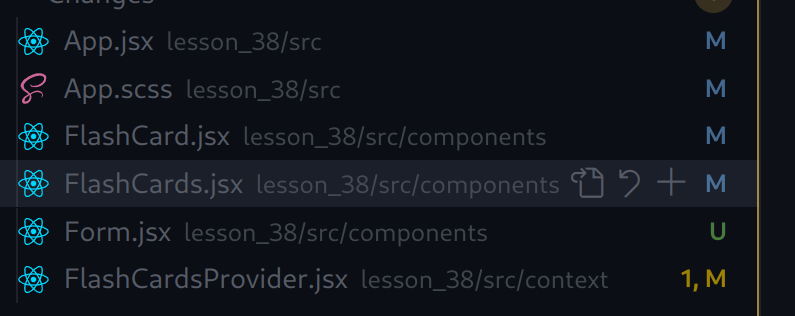 Changes
App.jsx lesson_38/src M
App.scss lesson_38/src M
FlashCard.jsx lesson_38/src/components M
FlashCards.jsx lesson_38/src/components M
Form.jsx lesson_38/src/components U
FlashCardsProvider.jsx lesson_38/src/context 1, M